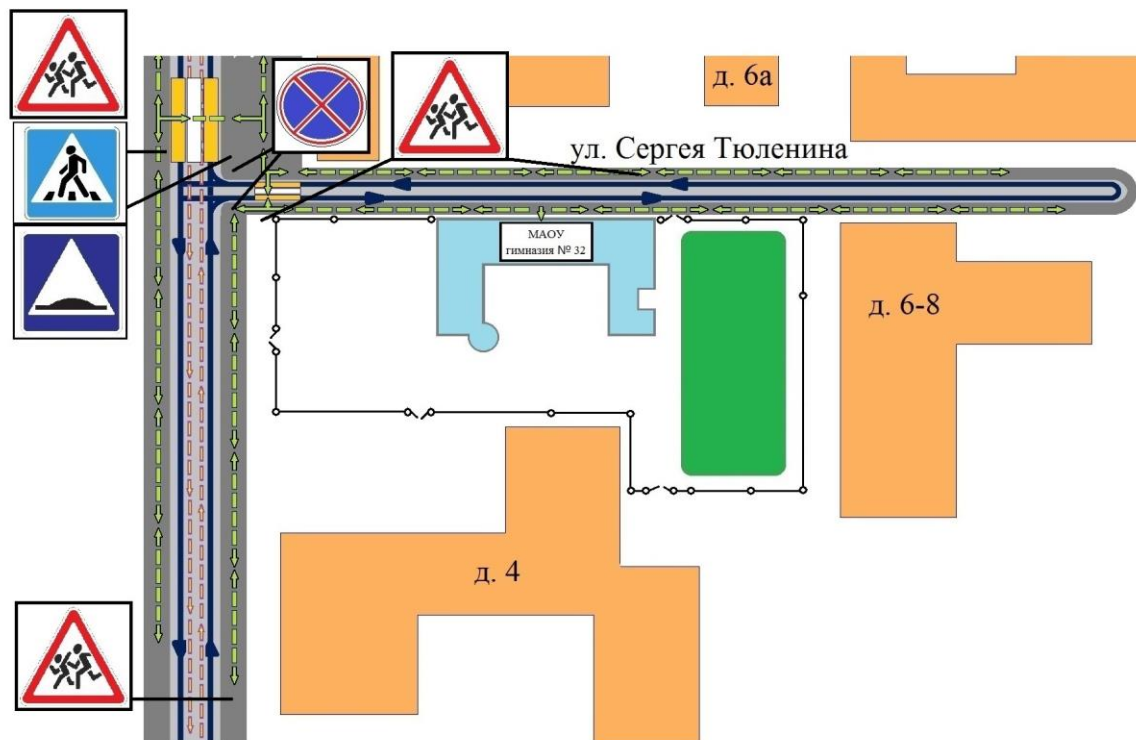 д. 6а
ул. Сергея Тюленина
МАОУ
гимназия № 32
д. 6-8
д. 4